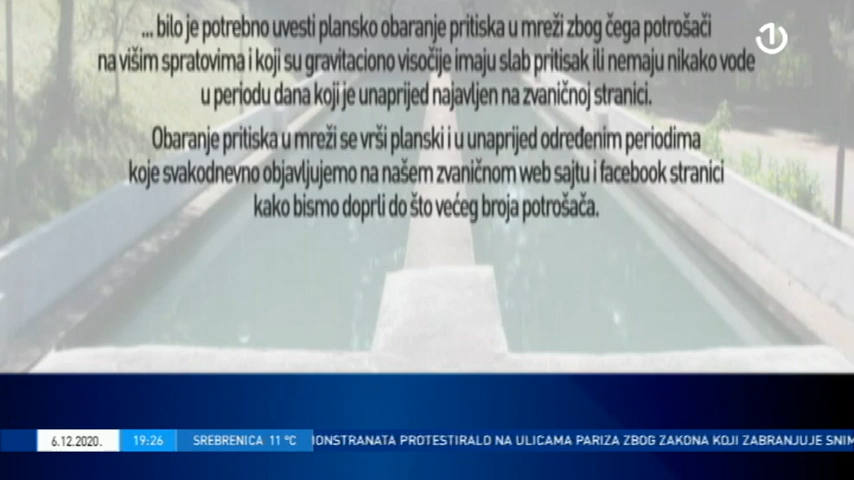 ... bilo je potrebno uvesti plansko obaranje pritiska u mreži zbog čega potrošači
na višim spratovima i koji su gravitaciono visočije imaju slab pritisak ili nemaju nikako vode
u periodu dana koji je unaprijed najavljen na zvaničnoj stranici.
Obaranje pritiska u mreži se vrši planski i u unaprijed određenim periodima
koje svakodnevno objavljujemo na našem zvaničnom web sajtu i facebook stranici
kako bismo doprli do što većeg broja potrošača.
6.12.2020. 19:26 SREBRENICA 11 °C MONSTRANATA PROTESTIRALO NA ULICAMA PARIZA ZBOG ZAKONA KOJI ZABRANJUJE SNIM